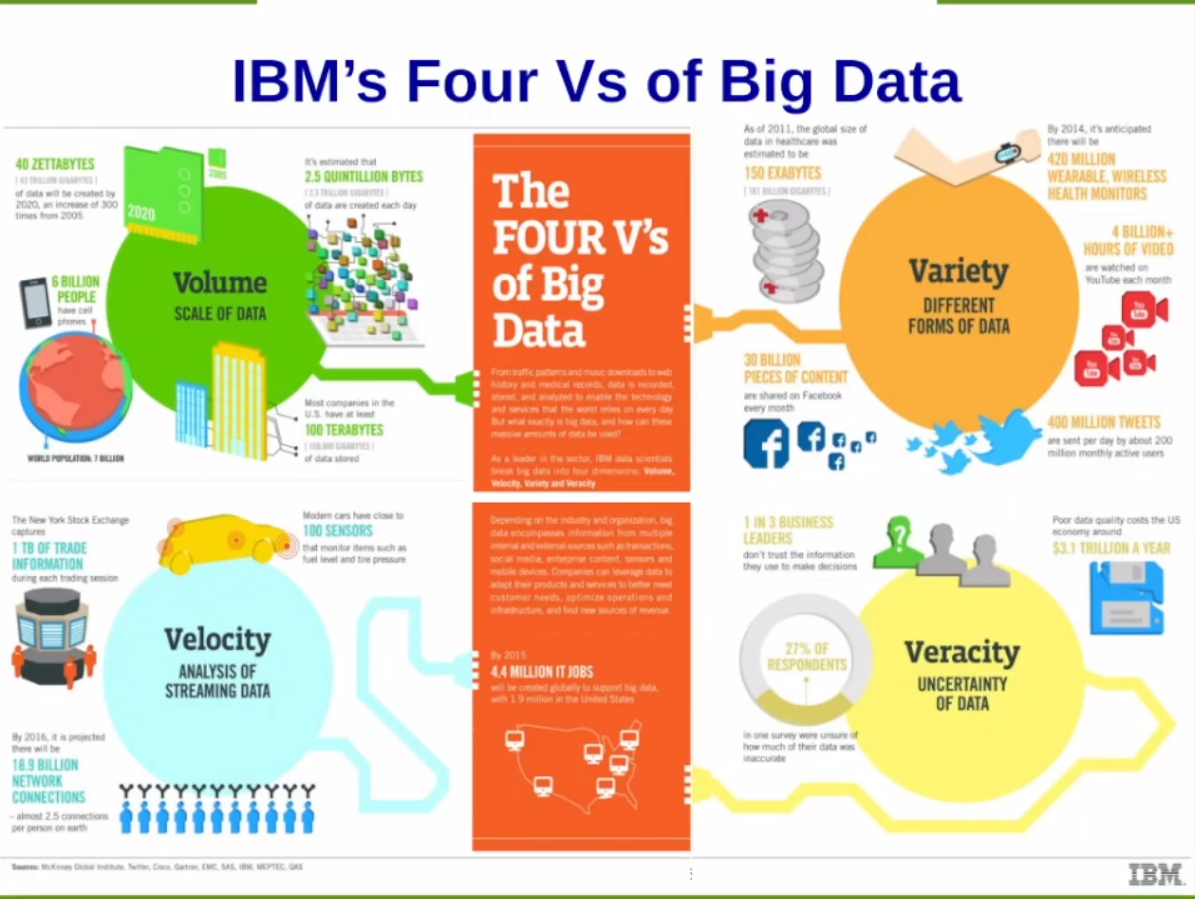 IBM's Four Vs of Big Data
40 ZETTABYTES
[ 43 TRILLION GIGABYTES ]
of data will be created by
2020, an increase of 300
times from 2005
2005
2020
It's estimated that
2.5 QUINTILLION BYTES
[ 2.3 TRILLION GIGABYTES ]
of data are created each day
6 BILLION
PEOPLE
have cell
phones
Volume
SCALE OF DATA
WORLD POPULATION: 7 BILLION
Most companies in the
U.S. have at least
100 TERABYTES
[ 100,000 GIGABYTES ]
of data stored
The
FOUR V's
of Big
Data
From traffic patterns and music downloads to web
history and medical records, data is recorded,
stored, and analyzed to enable the technology
and services that the world relies on every day.
But what exactly is big data, and how can these
massive amounts of data be used?
As a leader in the sector, IBM data scientists
break big data into four dimensions: Volume,
Velocity, Variety and Veracity
As of 2011, the global size of
data in healthcare was
estimated to be
150 EXABYTES
[ 161 BILLION GIGABYTES ]
By 2014, it's anticipated
there will be
420 MILLION
WEARABLE, WIRELESS
HEALTH MONITORS
Variety
DIFFERENT
FORMS OF DATA
4 BILLION+
HOURS OF VIDEO
are watched on
YouTube each month
You
Tube
You
Tube
You
Tube
You
Tube
30 BILLION
PIECES OF CONTENT
are shared on Facebook
every month
400 MILLION TWEETS
are sent per day by about 200
million monthly active users
The New York Stock Exchange
captures
1 TB OF TRADE
INFORMATION
during each trading session
Modern cars have close to
100 SENSORS
that monitor items such as
fuel level and tire pressure
Velocity
ANALYSIS OF
STREAMING DATA
By 2016, it is projected
there will be
18.9 BILLION
NETWORK
CONNECTIONS
– almost 2.5 connections
per person on earth
Depending on the industry and organization, big
data encompasses information from multiple
internal and external sources such as transactions,
social media, enterprise content, sensors and
mobile devices. Companies can leverage data to
adapt their products and services to better meet
customer needs, optimize operations and
infrastructure, and find new sources of revenue.
By 2015
4.4 MILLION IT JOBS
will be created globally to support big data,
with 1.9 million in the United States
1 IN 3 BUSINESS
LEADERS
don't trust the information
they use to make decisions
?
Poor data quality costs the US
economy around
$3.1 TRILLION A YEAR
27% OF
RESPONDENTS
in one survey were unsure of
how much of their data was
inaccurate
Veracity
UNCERTAINTY
OF DATA
Sources: McKinsey Global Institute, Twitter, Cisco, Gartner, EMC, SAS, IBM, MEPTEC, QAS
IBM.